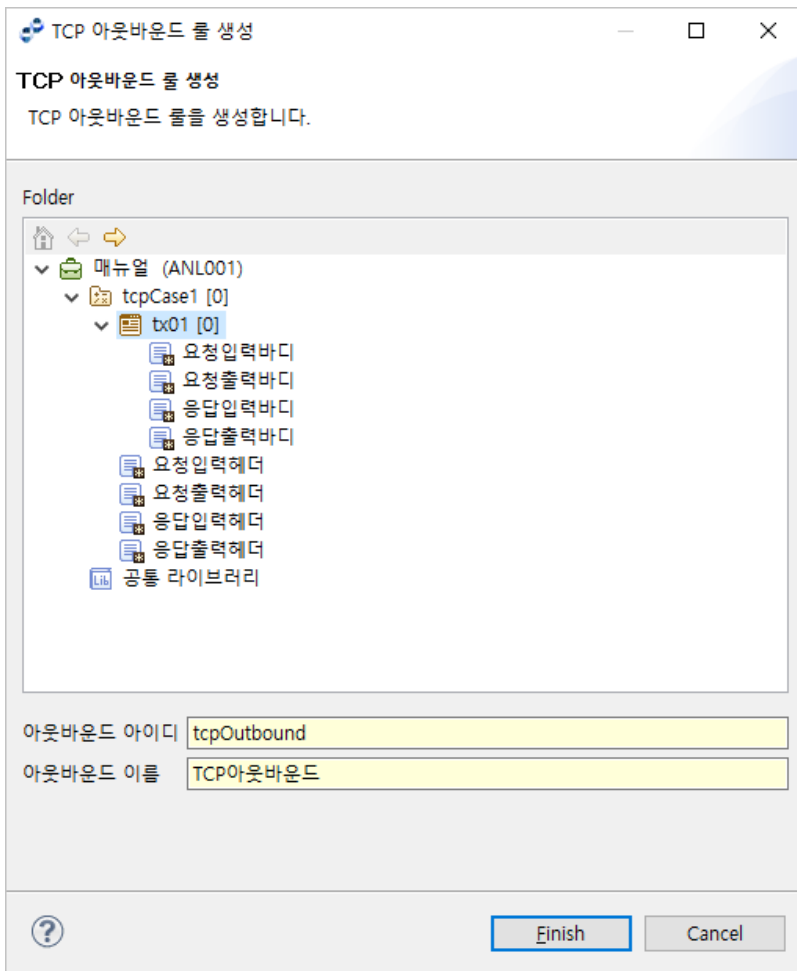 TCP 아웃바운드 룰 생성
TCP 아웃바운드 룰 생성
TCP 아웃바운드 룰을 생성합니다.
Folder
매뉴얼 (ANL001)
tcpCase1 [0]
tx01 [0]
요청입력바디
요청출력바디
응답입력바디
응답출력바디
요청입력헤더
요청출력헤더
응답입력헤더
응답출력헤더
Lib 공통 라이브러리
아웃바운드 아이디 tcpOutbound
아웃바운드 이름 TCP아웃바운드
? Finish Cancel